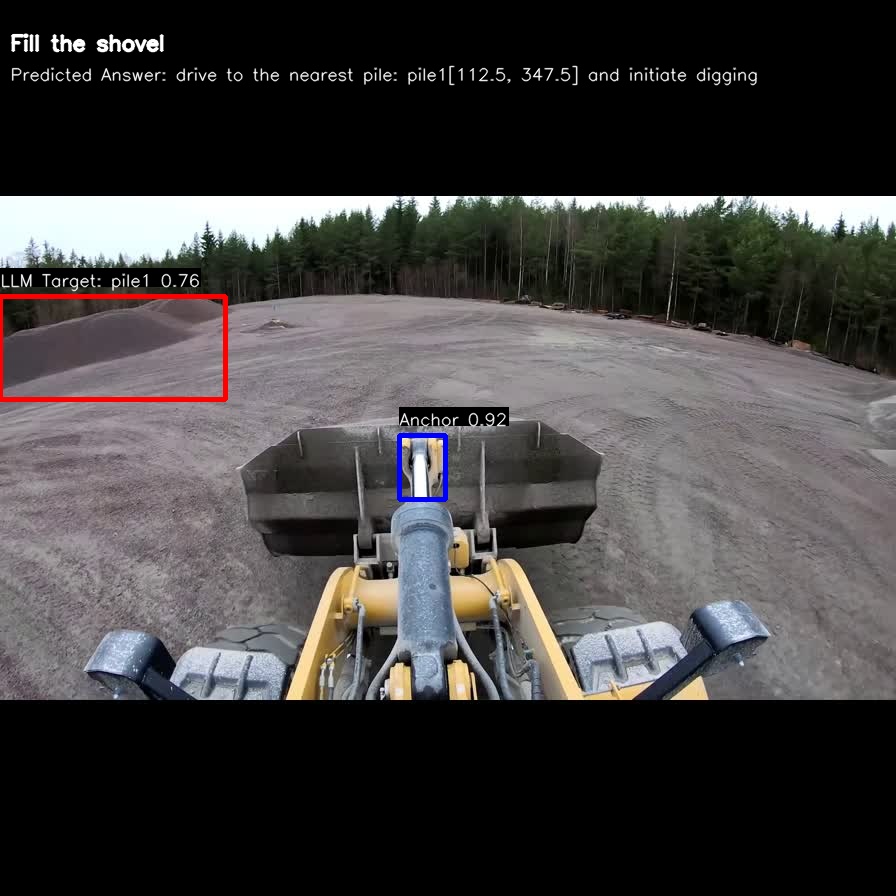 Fill the shovel
Predicted Answer: drive to the nearest pile: pile1[112.5, 347.5] and initiate digging
LLM Target: pile1 0.76
Anchor 0.92